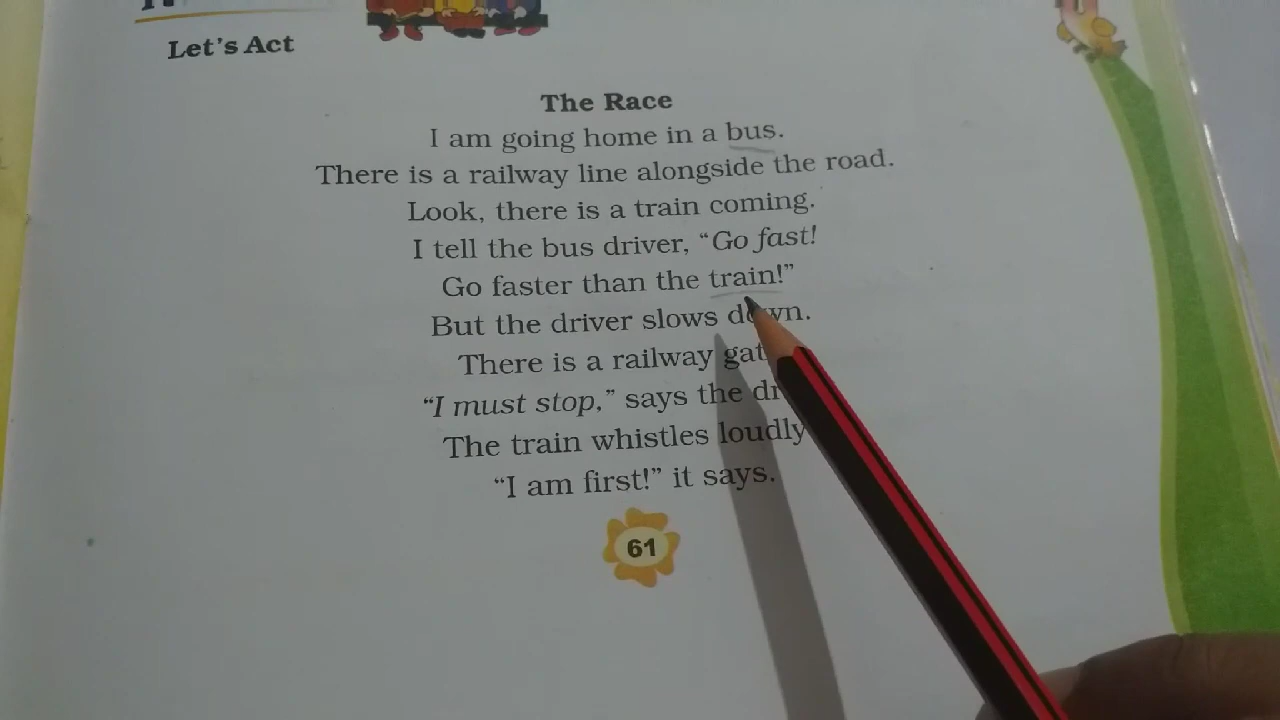 Let's Act
The Race
I am going home in a bus.
There is a railway line alongside the road.
Look, there is a train coming.
I tell the bus driver, “Go fast!
Go faster than the train!”
But the driver slows down.
There is a railway
“I must stop,” says the
The train whistles loudly
“I am first!” it says.
61